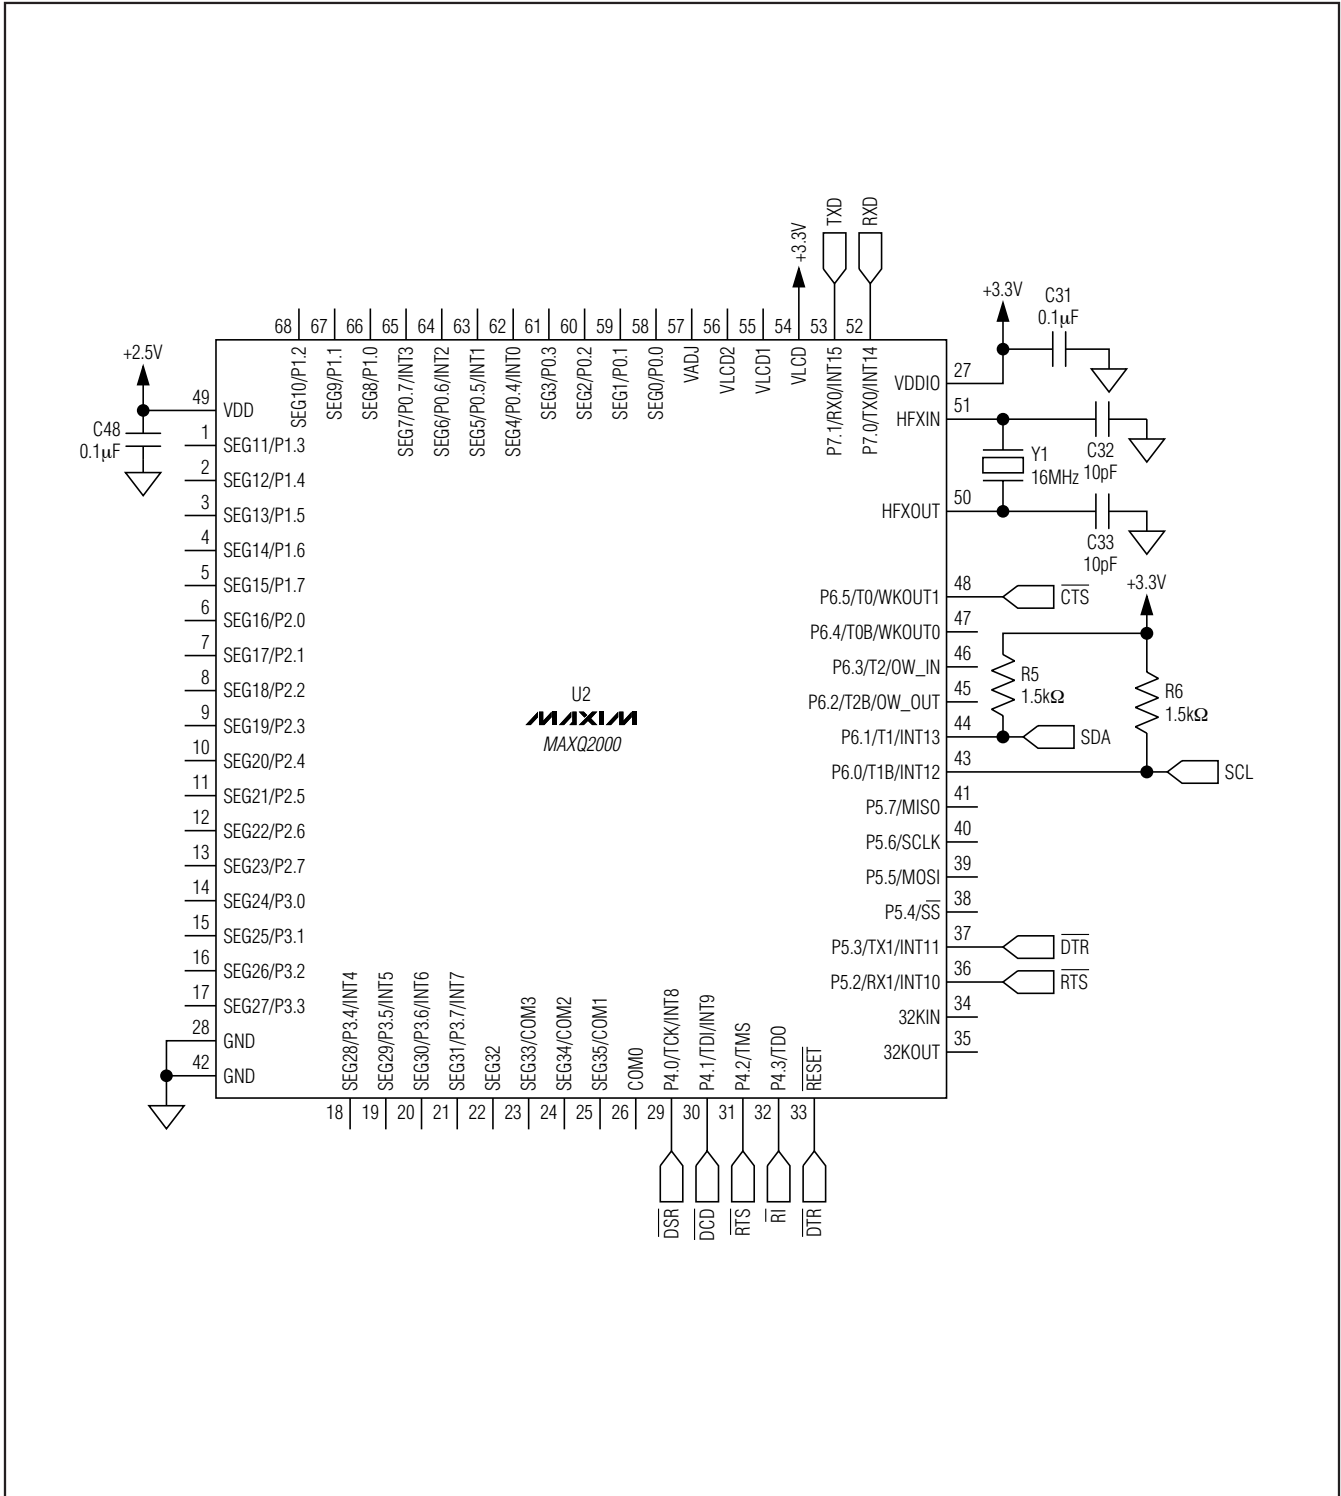 TXD
RXD
+3.3V
+3.3V
C31
0.1μF
68 67 66 65 64 63 62 61 60 59 58 57 56 55 54 53 52
SEG10/P1.2
SEG9/P1.1
SEG8/P1.0
SEG7/P0.7/INT3
SEG6/P0.6/INT2
SEG5/P0.5/INT1
SEG4/P0.4/INT0
SEG3/P0.3
SEG2/P0.2
SEG1/P0.1
SEG0/P0.0
VADJ
VLCD2
VLCD1
VLCD
P7.1/RX0/INT15
P7.0/TX0/INT14
+2.5V
C48
0.1μF
49 VDD
1 SEG11/P1.3
2 SEG12/P1.4
3 SEG13/P1.5
4 SEG14/P1.6
5 SEG15/P1.7
6 SEG16/P2.0
7 SEG17/P2.1
8 SEG18/P2.2
9 SEG19/P2.3
10 SEG20/P2.4
11 SEG21/P2.5
12 SEG22/P2.6
13 SEG23/P2.7
14 SEG24/P3.0
15 SEG25/P3.1
16 SEG26/P3.2
17 SEG27/P3.3
28 GND
42 GND
U2
MAXIM
MAXQ2000
VDDIO 27
HFXIN 51
C32
10pF
Y1
16MHz
HFXOUT 50
C33
10pF
+3.3V
P6.5/T0/WKOUT1 48 CTS
P6.4/T0B/WKOUT0 47
P6.3/T2/OW_IN 46
P6.2/T2B/OW_OUT 45
R5
1.5kΩ
R6
1.5kΩ
P6.1/T1/INT13 44 SDA
P6.0/T1B/INT12 43 SCL
P5.7/MISO 41
P5.6/SCLK 40
P5.5/MOSI 39
P5.4/SS 38
P5.3/TX1/INT11 37 DTR
P5.2/RX1/INT10 36 RTS
32KIN 34
32KOUT 35
SEG28/P3.4/INT4
SEG29/P3.5/INT5
SEG30/P3.6/INT6
SEG31/P3.7/INT7
SEG32
SEG33/COM3
SEG34/COM2
SEG35/COM1
COM0
P4.0/TCK/INT8
P4.1/TDI/INT9
P4.2/TMS
P4.3/TDO
RESET
18 19 20 21 22 23 24 25 26 29 30 31 32 33
DSR
DCD
RTS
RI
DTR